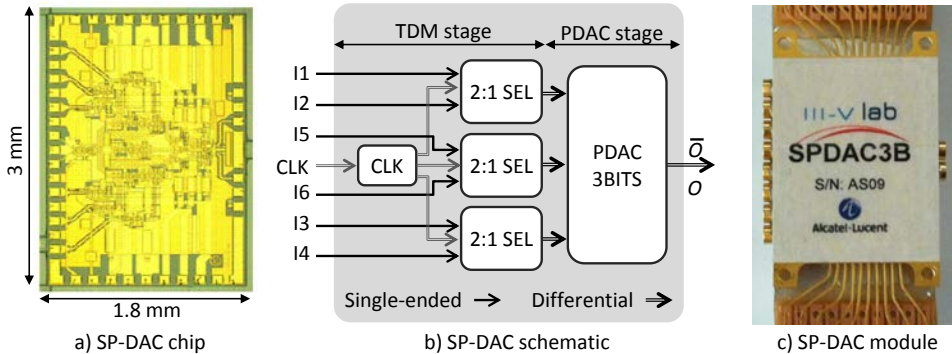 3 mm
1.8 mm
a) SP-DAC chip
TDM stage
PDAC stage
I1
I2
I5
CLK
I6
I3
I4
CLK
2:1 SEL
2:1 SEL
2:1 SEL
PDAC
3BITS
O̅
O
Single-ended
Differential
b) SP-DAC schematic
III-V lab
SPDAC3B
S/N: AS09
Alcatel·Lucent
c) SP-DAC module